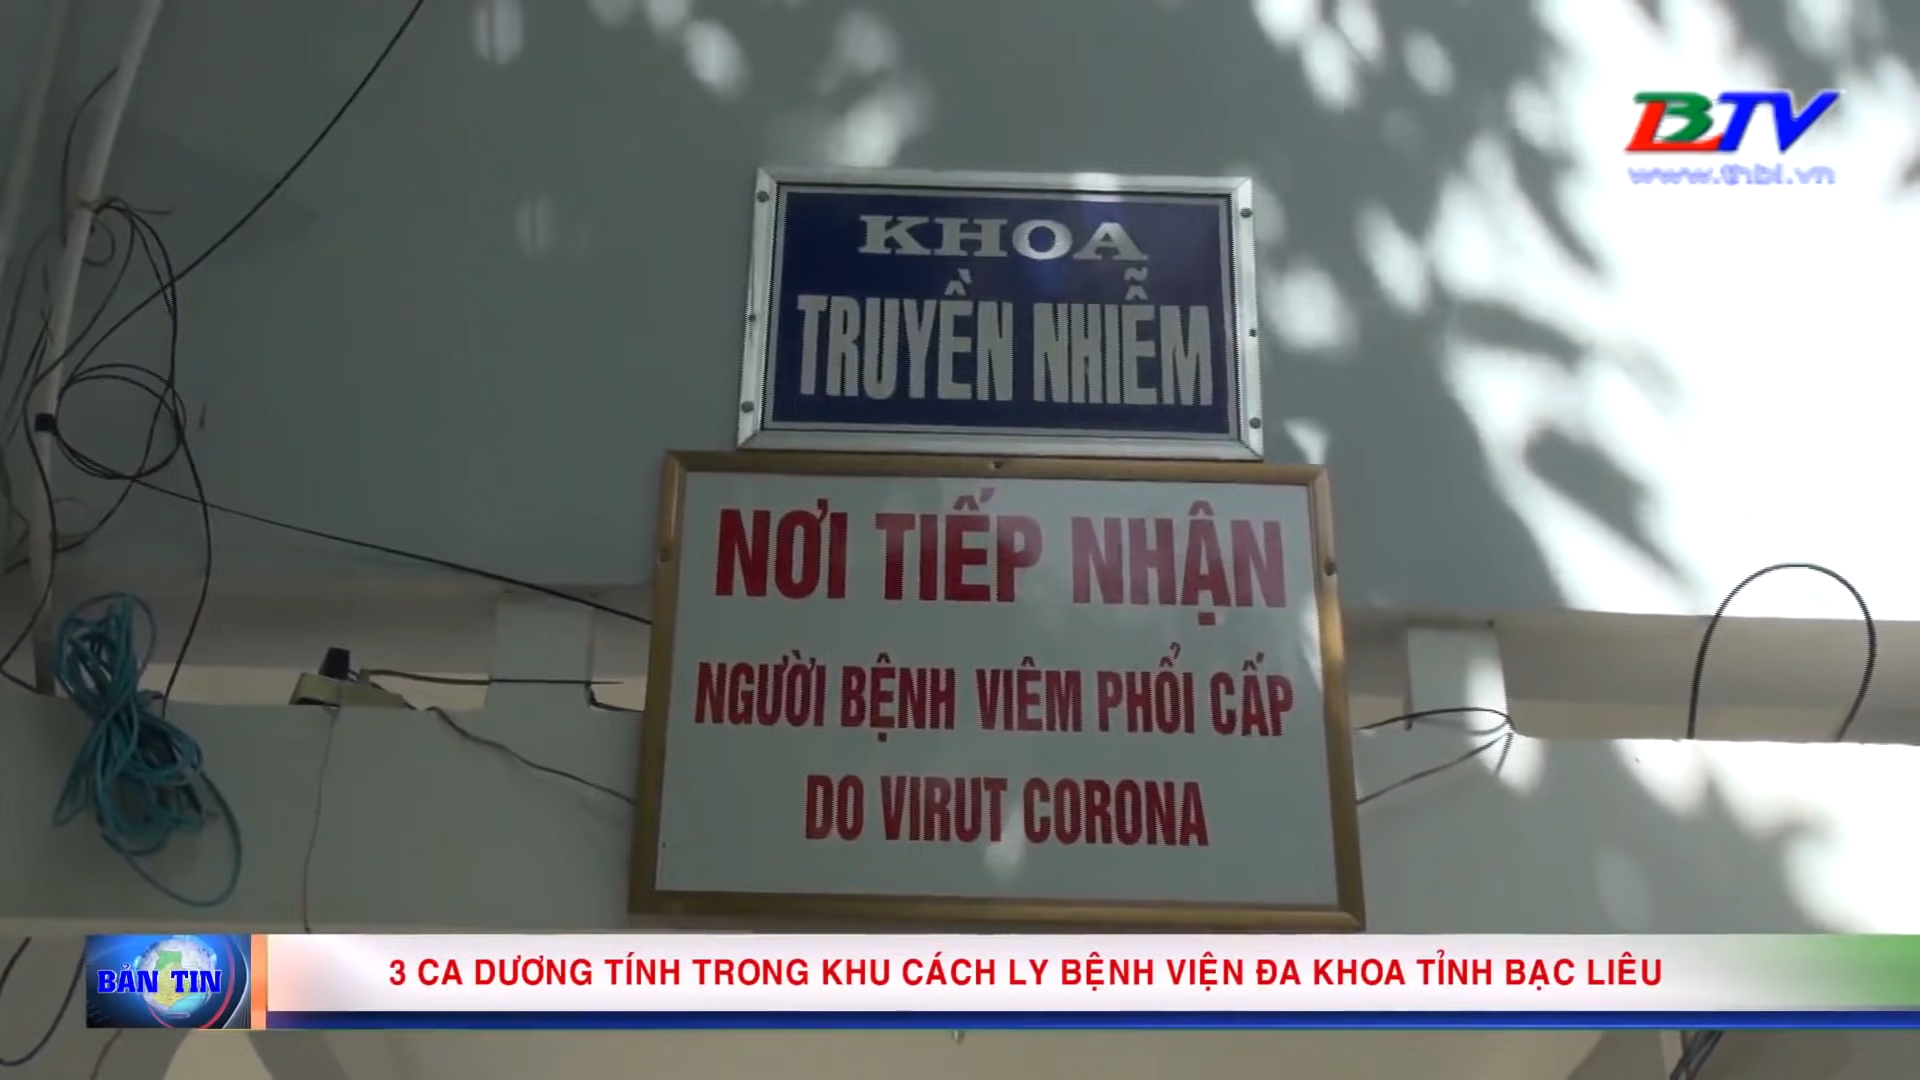 BTV
www.thbl.vn
KHOA
TRUYỀN NHIỄM
NƠI TIẾP NHẬN
NGƯỜI BỆNH VIÊM PHỔI CẤP
DO VIRUT CORONA
BẢN TIN
3 CA DƯƠNG TÍNH TRONG KHU CÁCH LY BỆNH VIỆN ĐA KHOA TỈNH BẠC LIÊU